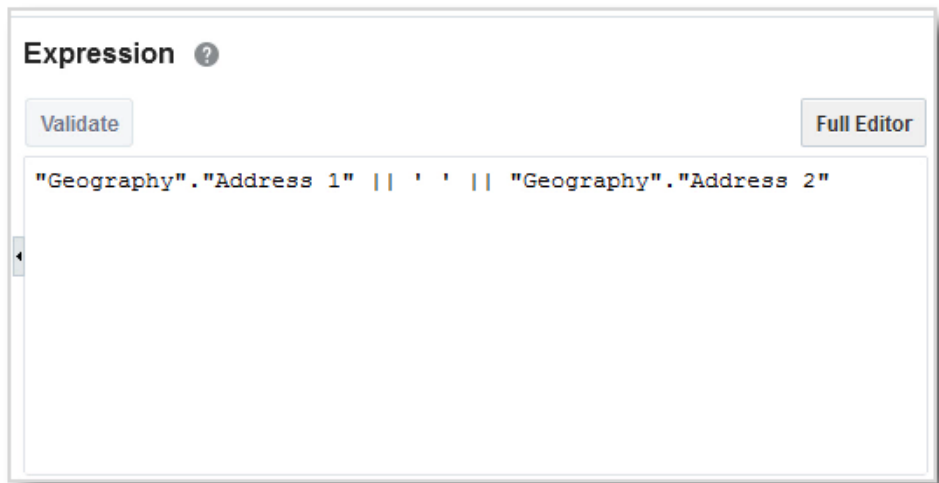 Expression ?
Validate
Full Editor
"Geography"."Address 1" || ' ' || "Geography"."Address 2"